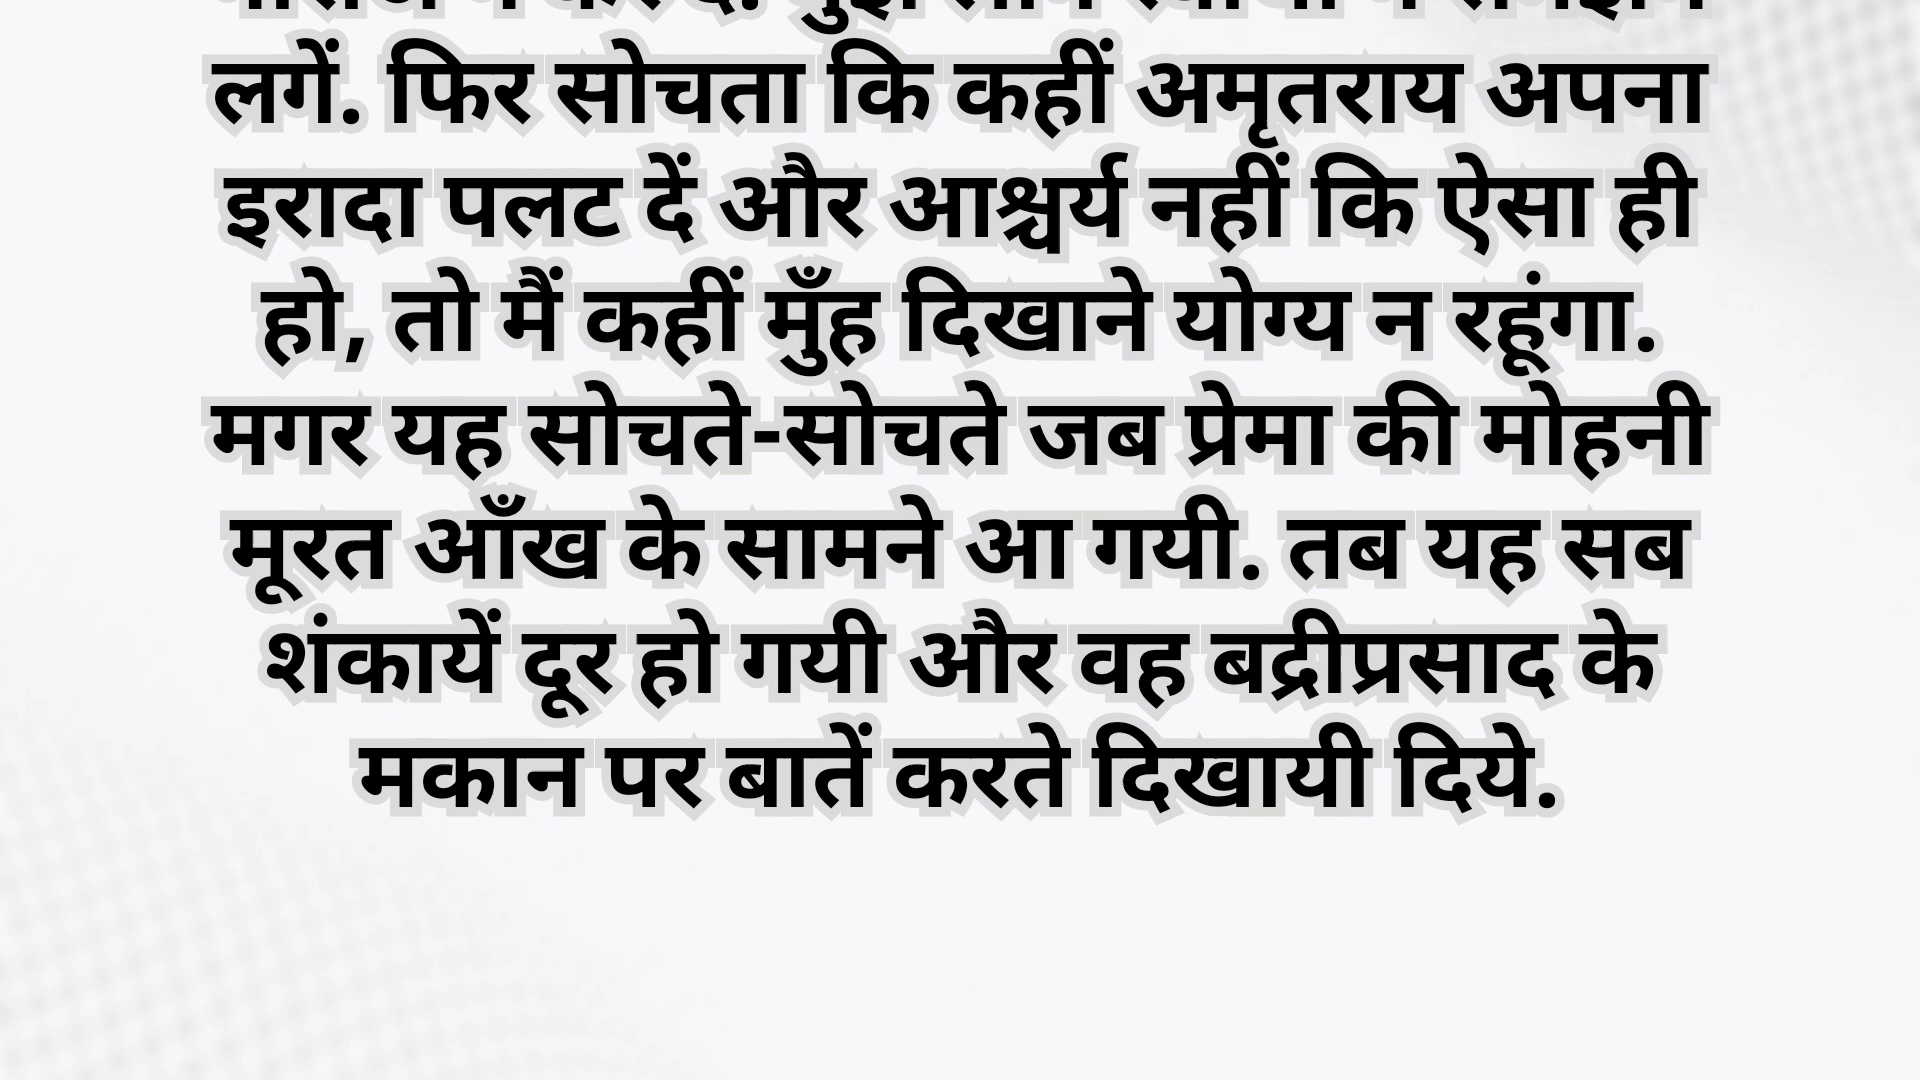 लगें. फिर सोचता कि कहीं अमृतराय अपना
इरादा पलट दें और आश्चर्य नहीं कि ऐसा ही
हो, तो मैं कहीं मुँह दिखाने योग्य न रहूंगा.
मगर यह सोचते-सोचते जब प्रेमा की मोहनी
मूरत आँख के सामने आ गयी. तब यह सब
शंकायें दूर हो गयी और वह बद्रीप्रसाद के
मकान पर बातें करते दिखायी दिये.